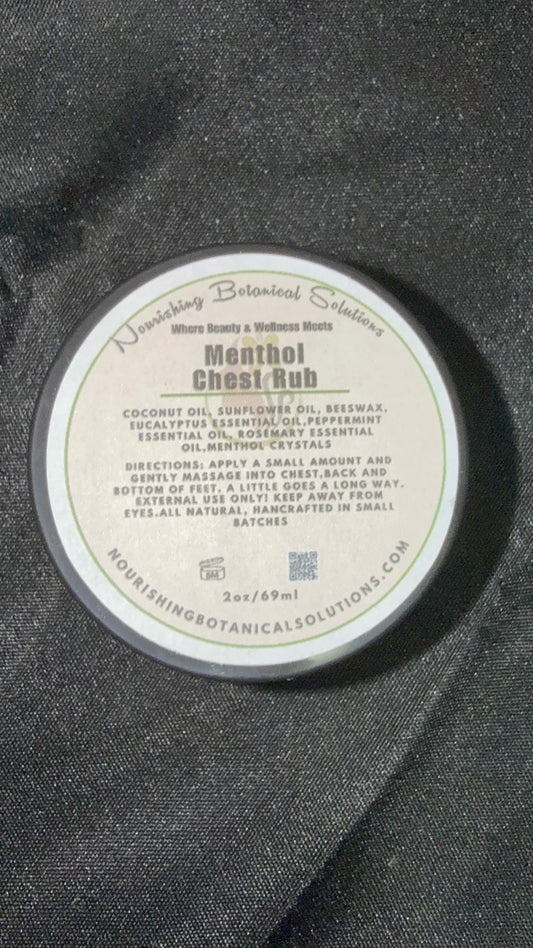 Nourishing Botanical Solutions
Where Beauty & Wellness Meets
Menthol
Chest Rub
COCONUT OIL, SUNFLOWER OIL, BEESWAX,
EUCALYPTUS ESSENTIAL OIL,PEPPERMINT
ESSENTIAL OIL, ROSEMARY ESSENTIAL
OIL,MENTHOL CRYSTALS
DIRECTIONS: APPLY A SMALL AMOUNT AND
GENTLY MASSAGE INTO CHEST,BACK AND
BOTTOM OF FEET, A LITTLE GOES A LONG WAY.
EXTERNAL USE ONLY! KEEP AWAY FROM
EYES.ALL NATURAL, HANCRAFTED IN SMALL
BATCHES
6M
2oz/69ml
NOURISHINGBOTANICALSOLUTIONS.COM